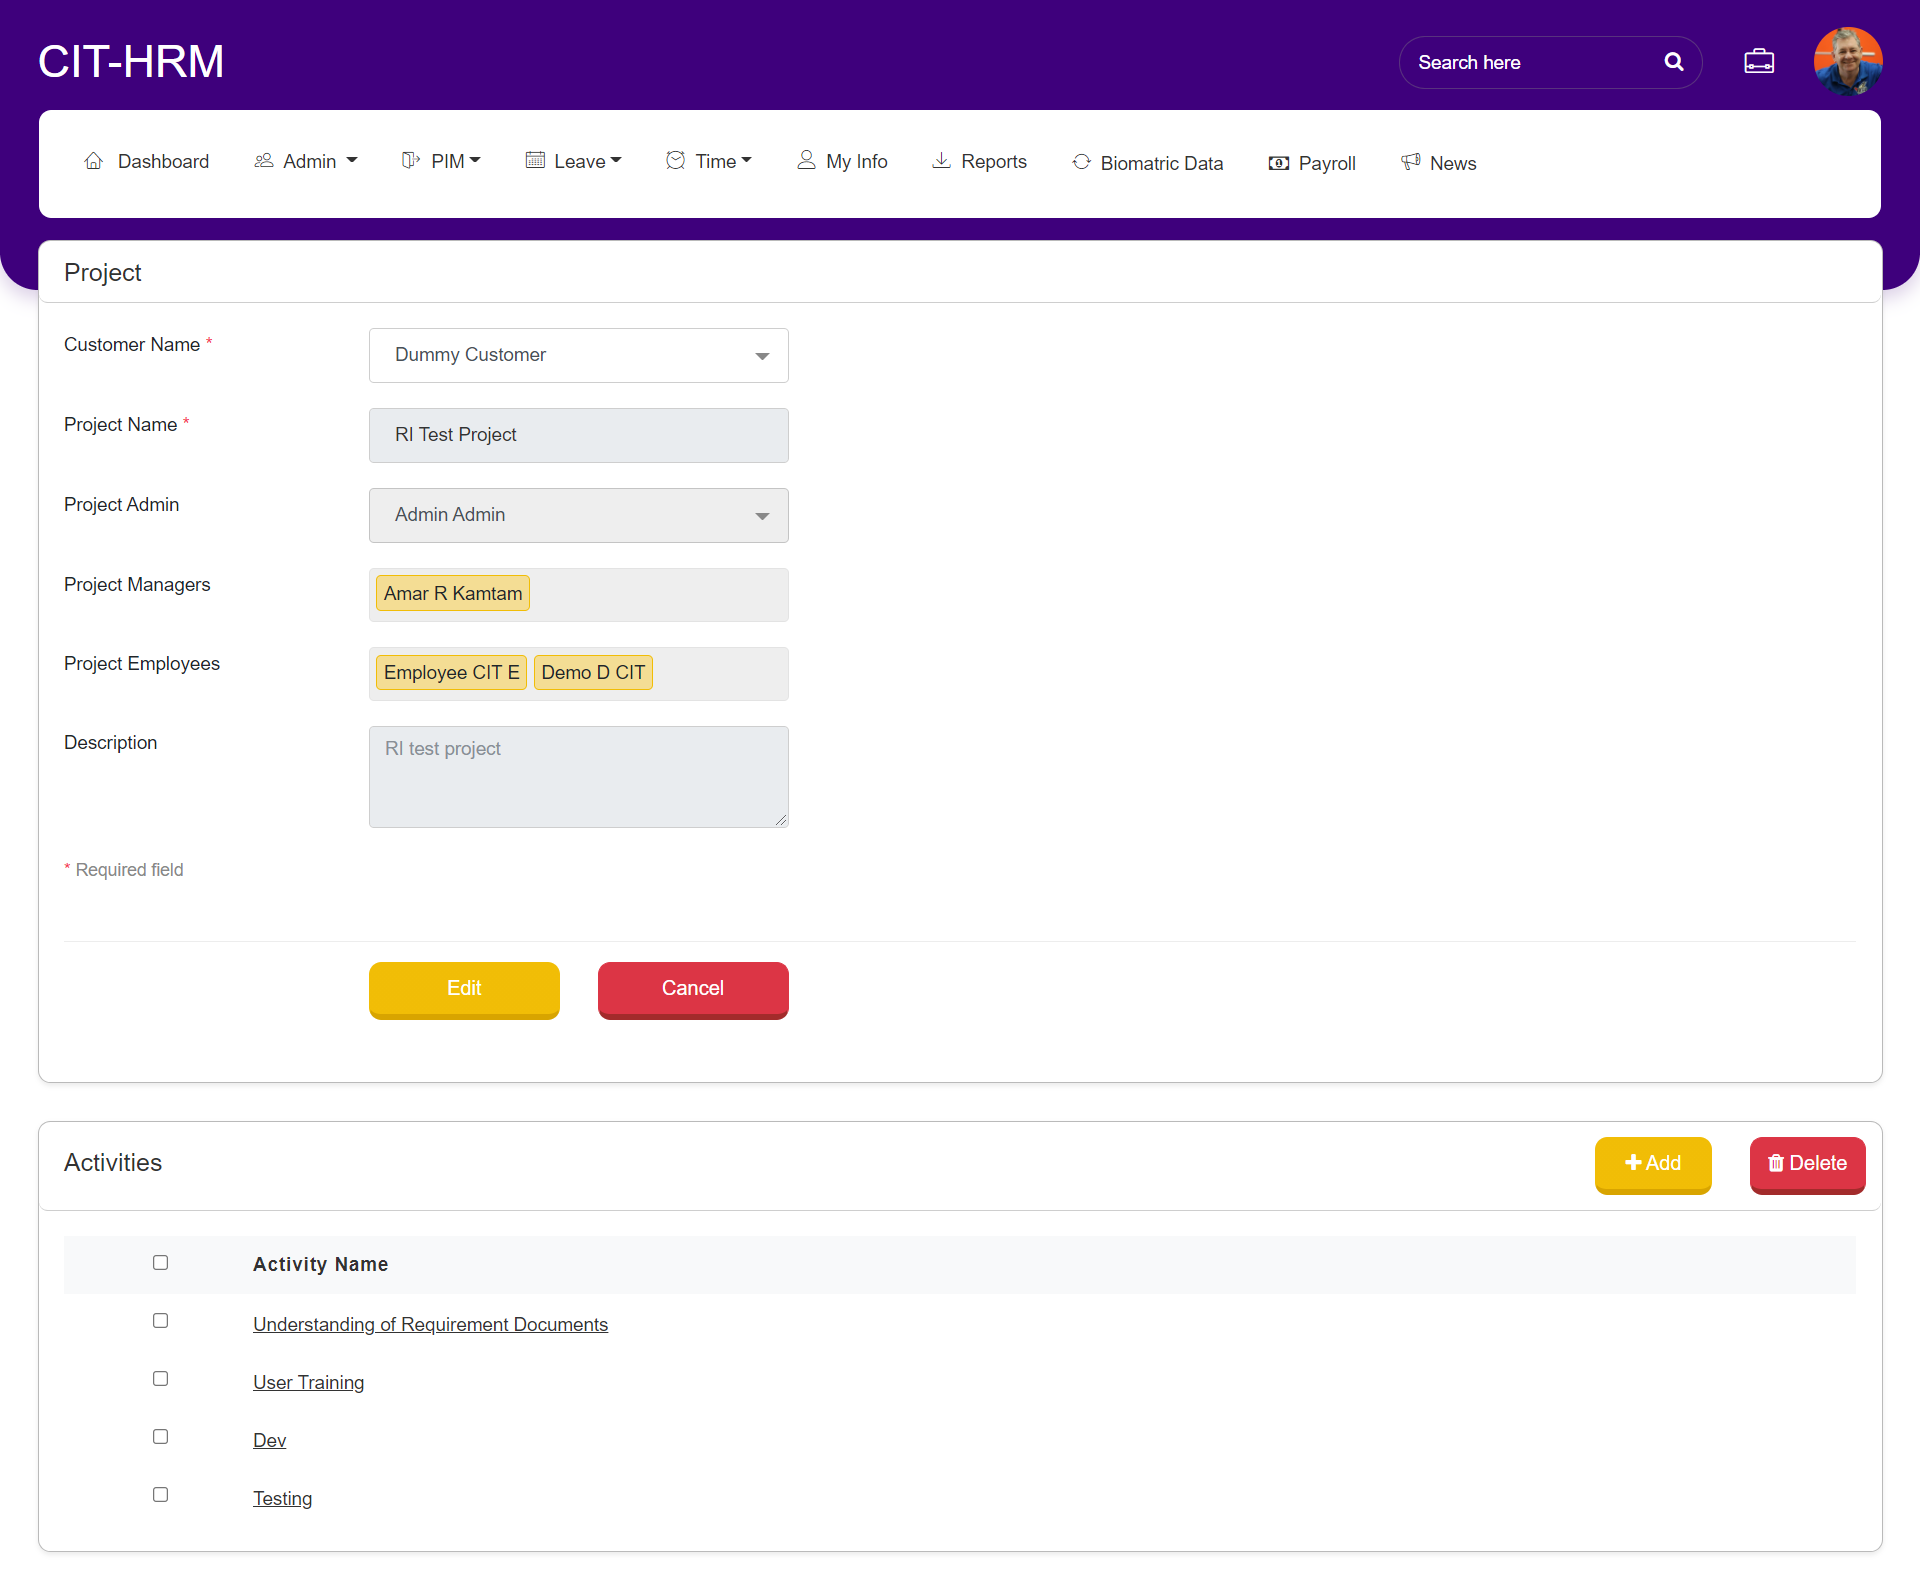 CIT-HRM
Search here
Dashboard
Admin
PIM
Leave
Time
My Info
Reports
Biomatric Data
Payroll
News
Project
Customer Name *
Dummy Customer
Project Name *
RI Test Project
Project Admin
Admin Admin
Project Managers
Amar R Kamtam
Project Employees
Employee CIT E
Demo D CIT
Description
RI test project
* Required field
Edit
Cancel
Activities
Add
Delete
Activity Name
Understanding of Requirement Documents
User Training
Dev
Testing